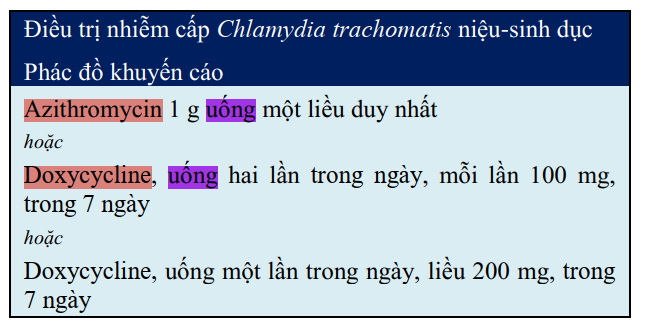 Điều trị nhiễm cấp Chlamydia trachomatis niệu-sinh dục
Phác đồ khuyến cáo
Azithromycin 1 g uống một liều duy nhất
hoặc
Doxycycline, uống hai lần trong ngày, mỗi lần 100 mg,
trong 7 ngày
hoặc
Doxycycline, uống một lần trong ngày, liều 200 mg, trong
7 ngày